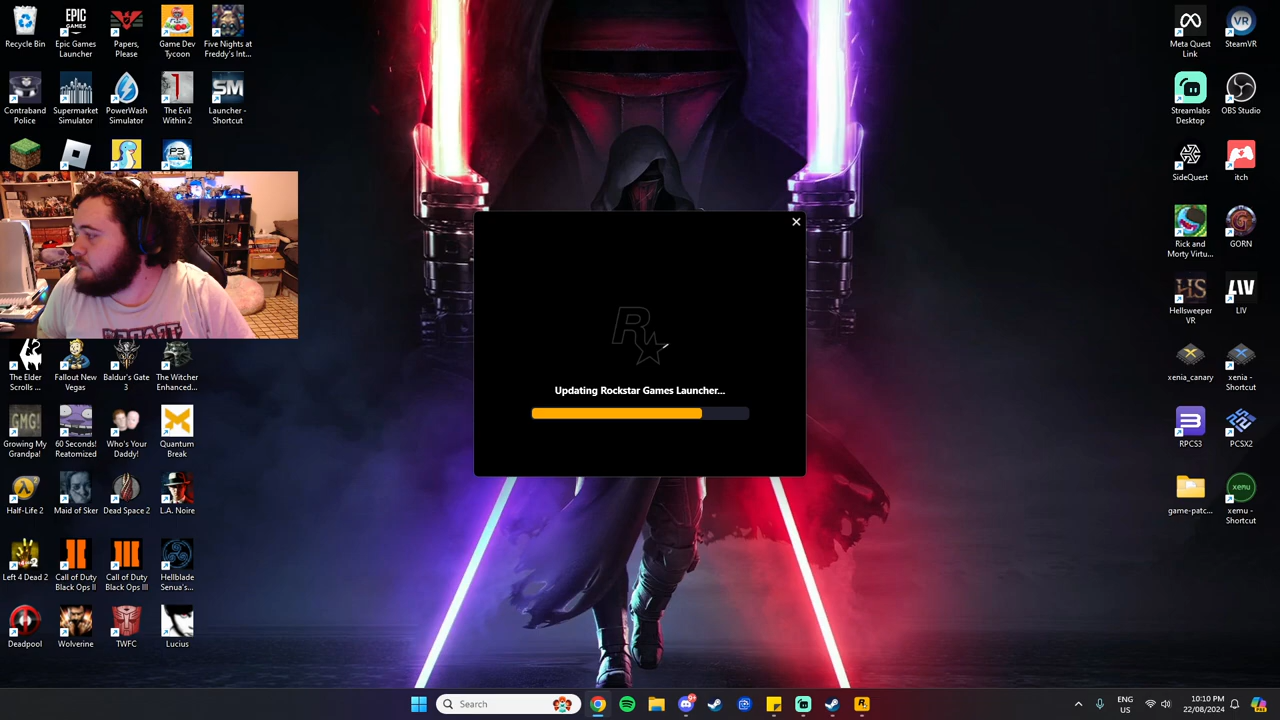 Recycle Bin
Epic Games
Launcher
Papers,
Please
Game Dev
Tycoon
Five Nights at
Freddy's Int...
Meta Quest
Link
SteamVR
Contraband
Police
Supermarket
Simulator
PowerWash
Simulator
The Evil
Within 2
Launcher -
Shortcut
Streamlabs
Desktop
OBS Studio
SideQuest
itch
Rick and
Morty Virtu...
GORN
Hellsweeper
VR
LIV
Updating Rockstar Games Launcher...
The Elder
Scrolls ...
Fallout New
Vegas
Baldur's Gate
3
The Witcher
Enhanced...
xenia_canary
xenia -
Shortcut
Growing My
Grandpa!
60 Seconds!
Reatomized
Who's Your
Daddy!
Quantum
Break
RPCS3
PCSX2
Half-Life 2
Maid of Sker
Dead Space 2
L.A. Noire
game-patc...
xemu -
Shortcut
Left 4 Dead 2
Call of Duty
Black Ops II
Call of Duty
Black Ops III
Hellblade
Senua's...
Deadpool
Wolverine
TWFC
Lucius
Search
ENG
US
10:10 PM
22/08/2024